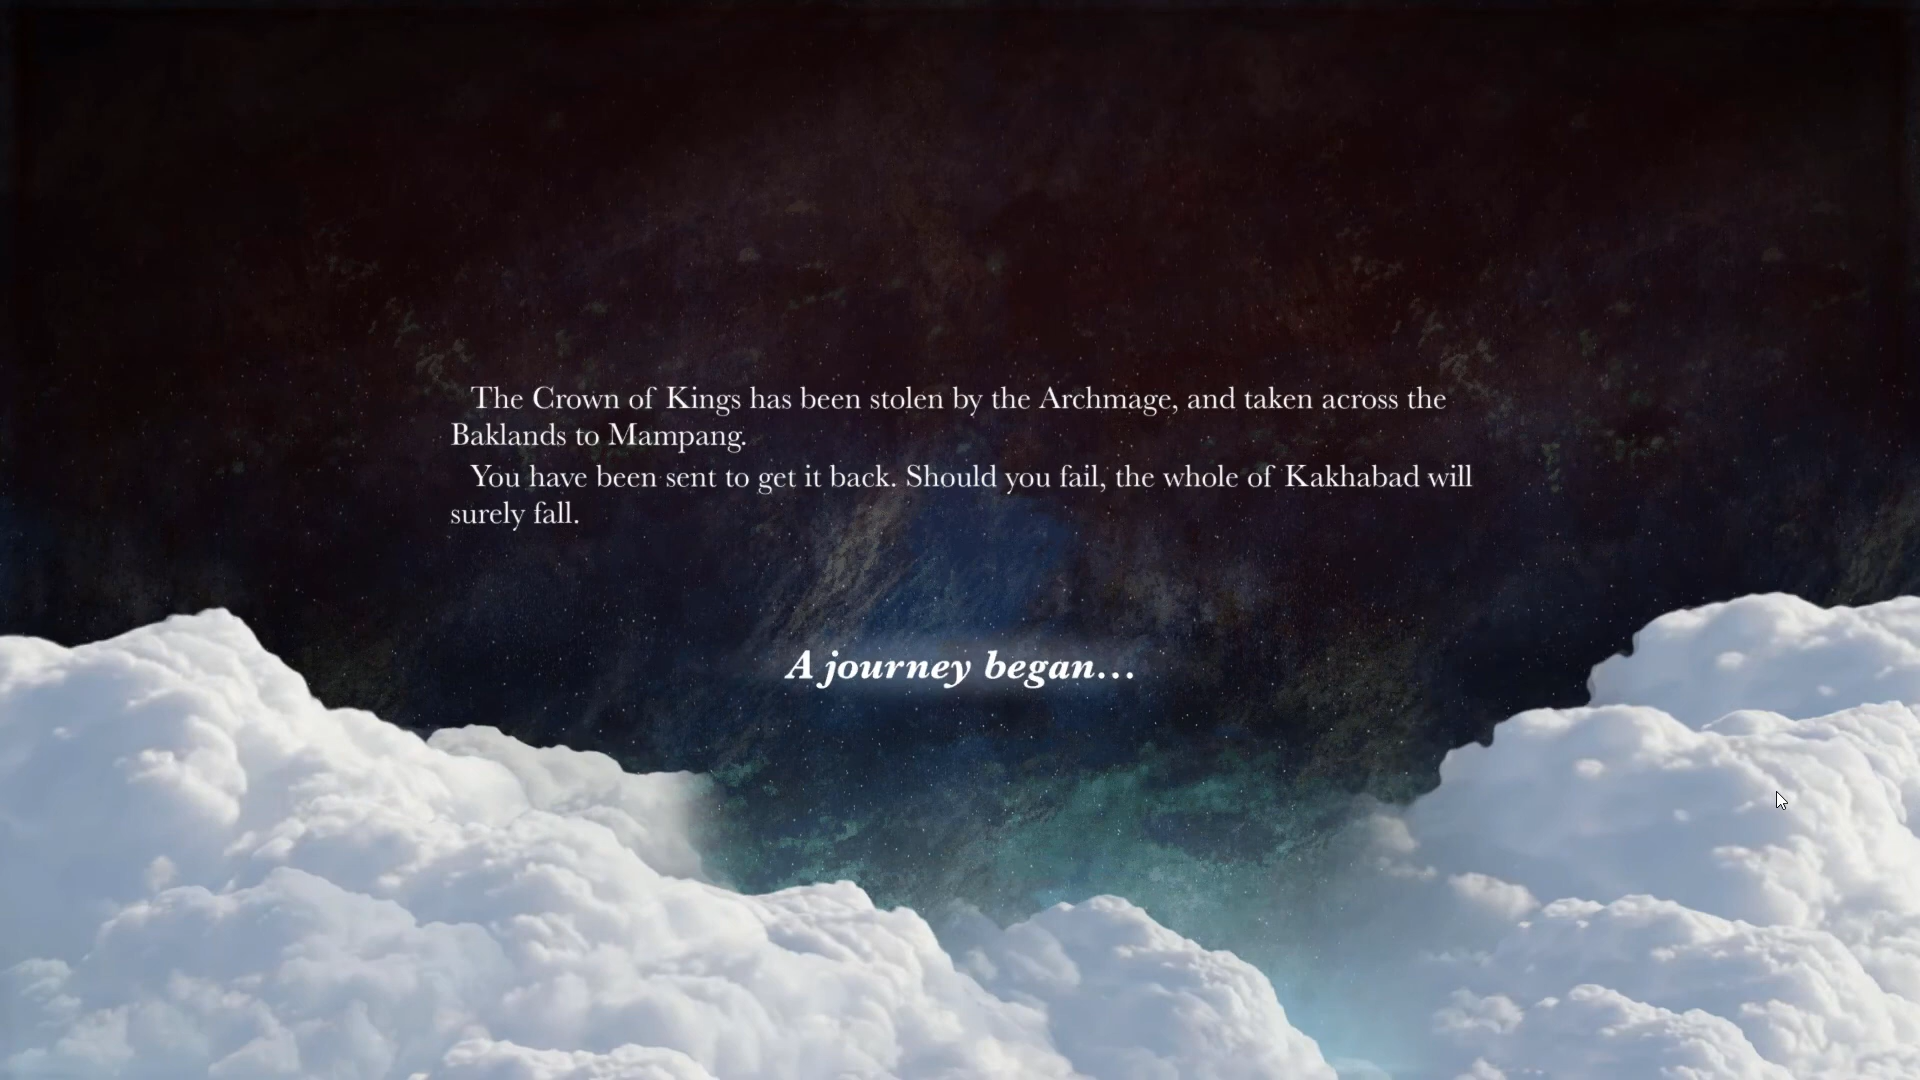 The Crown of Kings has been stolen by the Archmage, and taken across the
Baklands to Mampang.
You have been sent to get it back. Should you fail, the whole of Kakhabad will
surely fall.
A journey began...